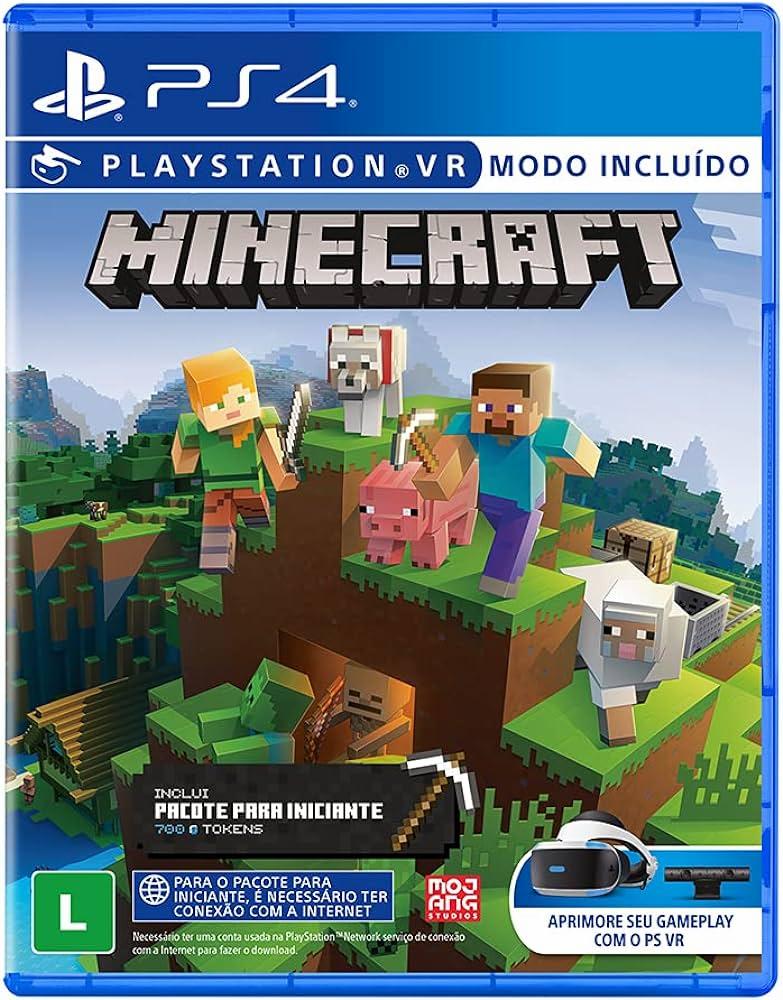 PS4
PLAYSTATION®VR MODO INCLUÍDO
MINECRAFT
INCLUI
PACOTE PARA INICIANTE
700 TOKENS
PARA O PACOTE PARA
INICIANTE, É NECESSÁRIO TER
CONEXÃO COM A INTERNET
MOJ
ANG
STUDIOS
L
Necessário ter uma conta usada na PlayStation™Network serviço de conexão
com a Internet para fazer o download.
APRIMORE SEU GAMEPLAY
COM O PS VR